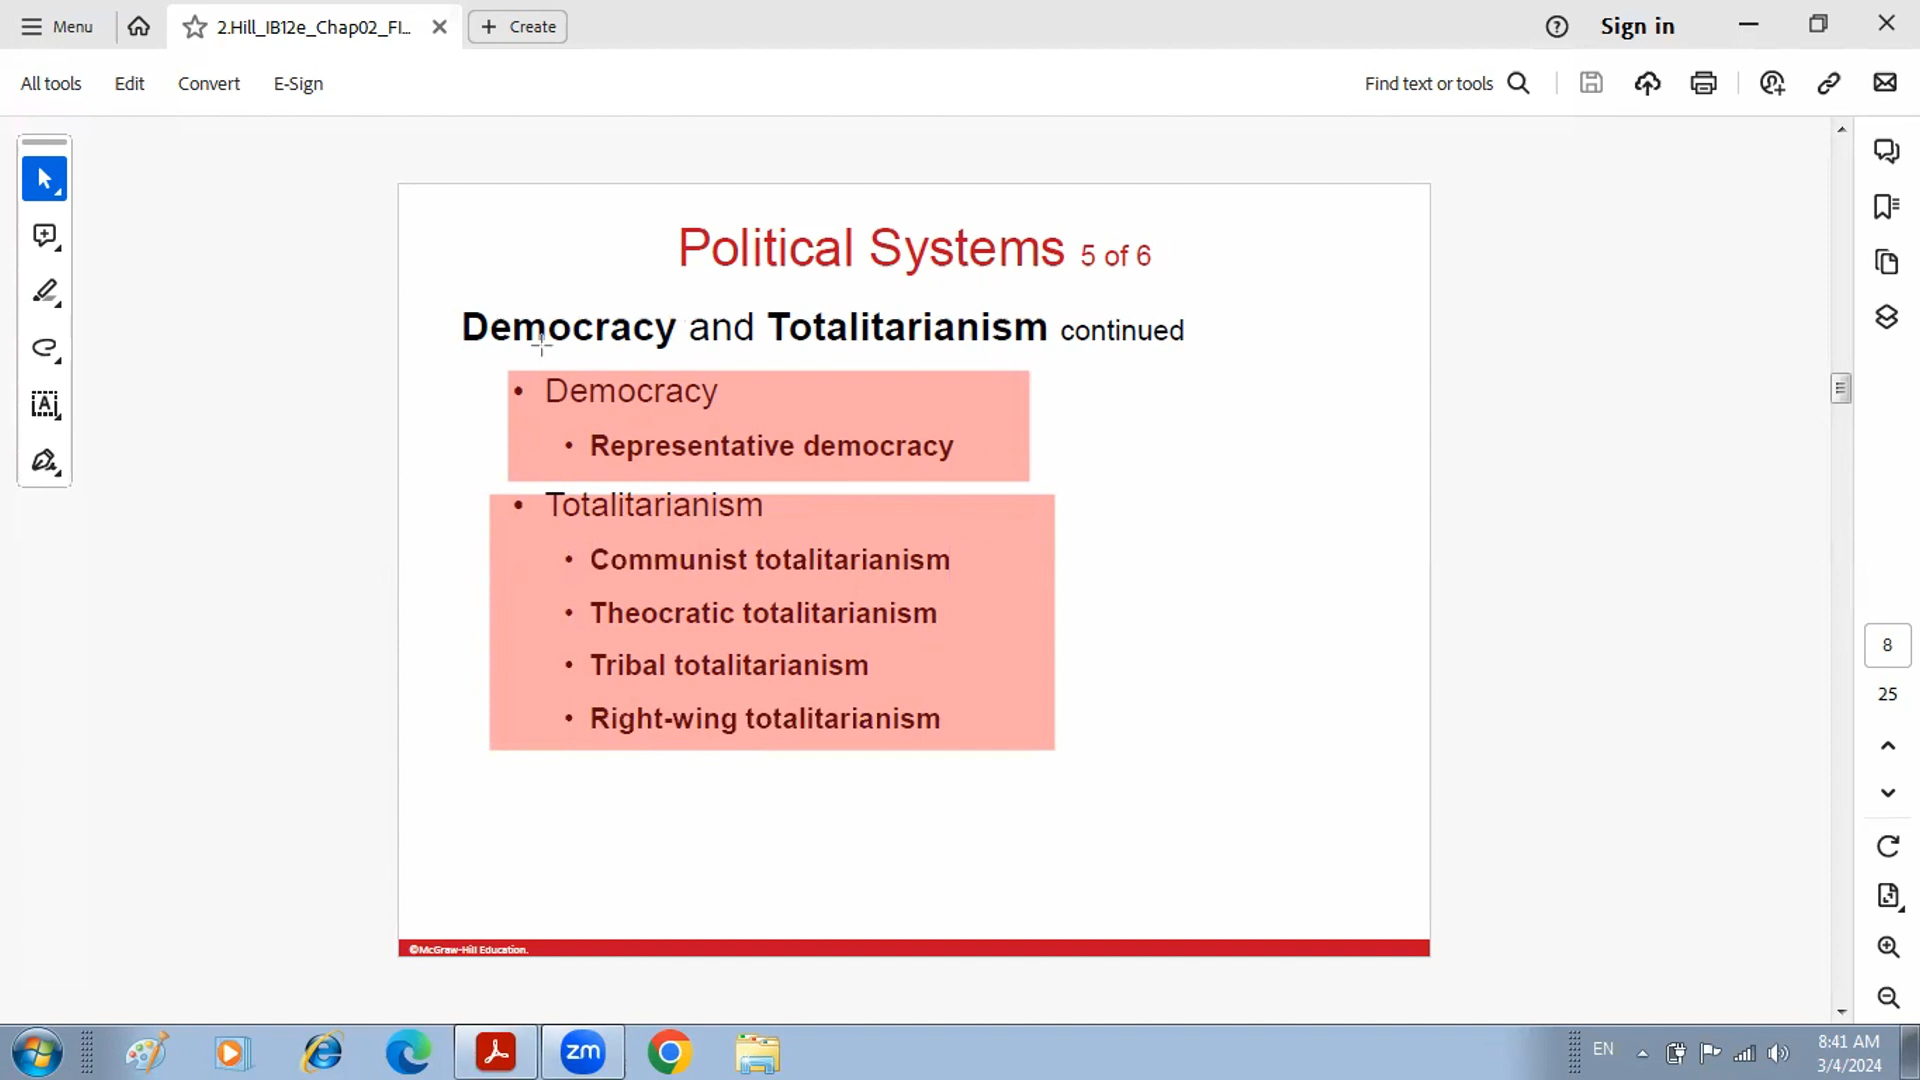 Menu
2.Hill_IB12e_Chap02_FI...
Create
Sign in
All tools
Edit
Convert
E-Sign
Find text or tools
Political Systems 5 of 6
Democracy and Totalitarianism continued
• Democracy
• Representative democracy
• Totalitarianism
• Communist totalitarianism
• Theocratic totalitarianism
• Tribal totalitarianism
• Right-wing totalitarianism
©McGraw-Hill Education.
8
25
zm
EN
8:41 AM
3/4/2024